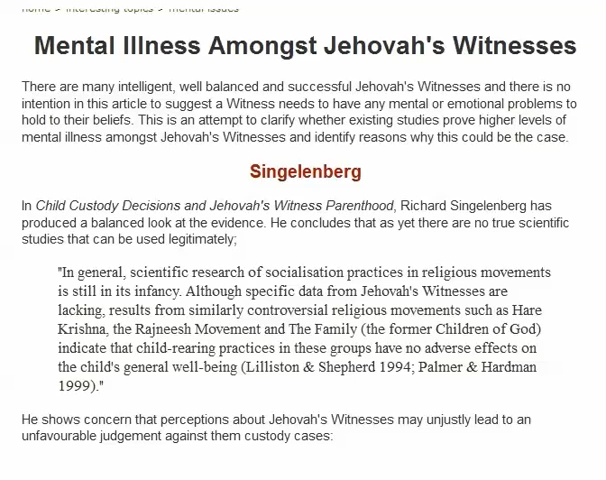 home > interesting topics > mental issues
Mental Illness Amongst Jehovah's Witnesses
There are many intelligent, well balanced and successful Jehovah's Witnesses and there is no
intention in this article to suggest a Witness needs to have any mental or emotional problems to
hold to their beliefs. This is an attempt to clarify whether existing studies prove higher levels of
mental illness amongst Jehovah's Witnesses and identify reasons why this could be the case.
Singelenberg
In Child Custody Decisions and Jehovah's Witness Parenthood, Richard Singelenberg has
produced a balanced look at the evidence. He concludes that as yet there are no true scientific
studies that can be used legitimately;
"In general, scientific research of socialisation practices in religious movements
is still in its infancy. Although specific data from Jehovah's Witnesses are
lacking, results from similarly controversial religious movements such as Hare
Krishna, the Rajneesh Movement and The Family (the former Children of God)
indicate that child-rearing practices in these groups have no adverse effects on
the child's general well-being (Lilliston & Shepherd 1994; Palmer & Hardman
1999)."
He shows concern that perceptions about Jehovah's Witnesses may unjustly lead to an
unfavourable judgement against them custody cases: